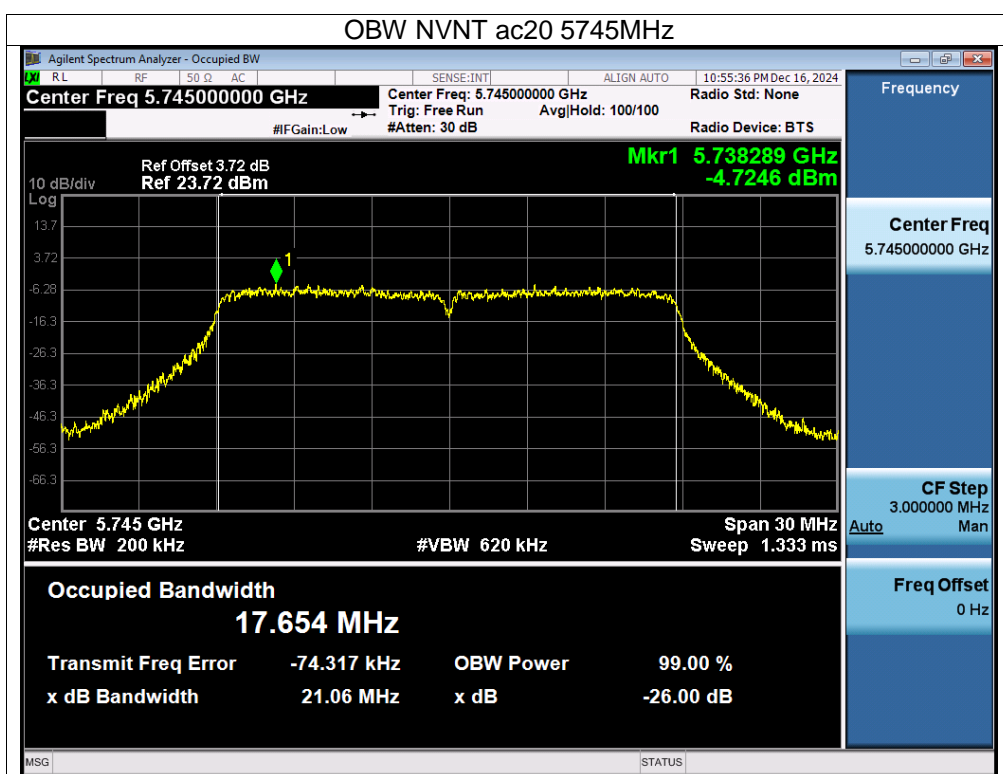 OBW NVNT ac20 5745MHz
Agilent Spectrum Analyzer - Occupied BW
LXI RL RF 50 Ω AC SENSE:INT ALIGN AUTO 10:55:36 PM Dec 16, 2024
Center Freq 5.745000000 GHz Center Freq: 5.745000000 GHz Radio Std: None
Trig: Free Run Avg|Hold: 100/100
#IFGain:Low #Atten: 30 dB Radio Device: BTS
Mkr1 5.738289 GHz
-4.7246 dBm
Ref Offset 3.72 dB
10 dB/div Ref 23.72 dBm
Log
13.7
3.72
1
-6.28
-16.3
-26.3
-36.3
-46.3
-56.3
-66.3
Center 5.745 GHz Span 30 MHz
#Res BW 200 kHz #VBW 620 kHz Sweep 1.333 ms
Occupied Bandwidth
17.654 MHz
Transmit Freq Error -74.317 kHz OBW Power 99.00 %
x dB Bandwidth 21.06 MHz x dB -26.00 dB
MSG STATUS
Frequency
Center Freq
5.745000000 GHz
CF Step
3.000000 MHz
Auto Man
Freq Offset
0 Hz